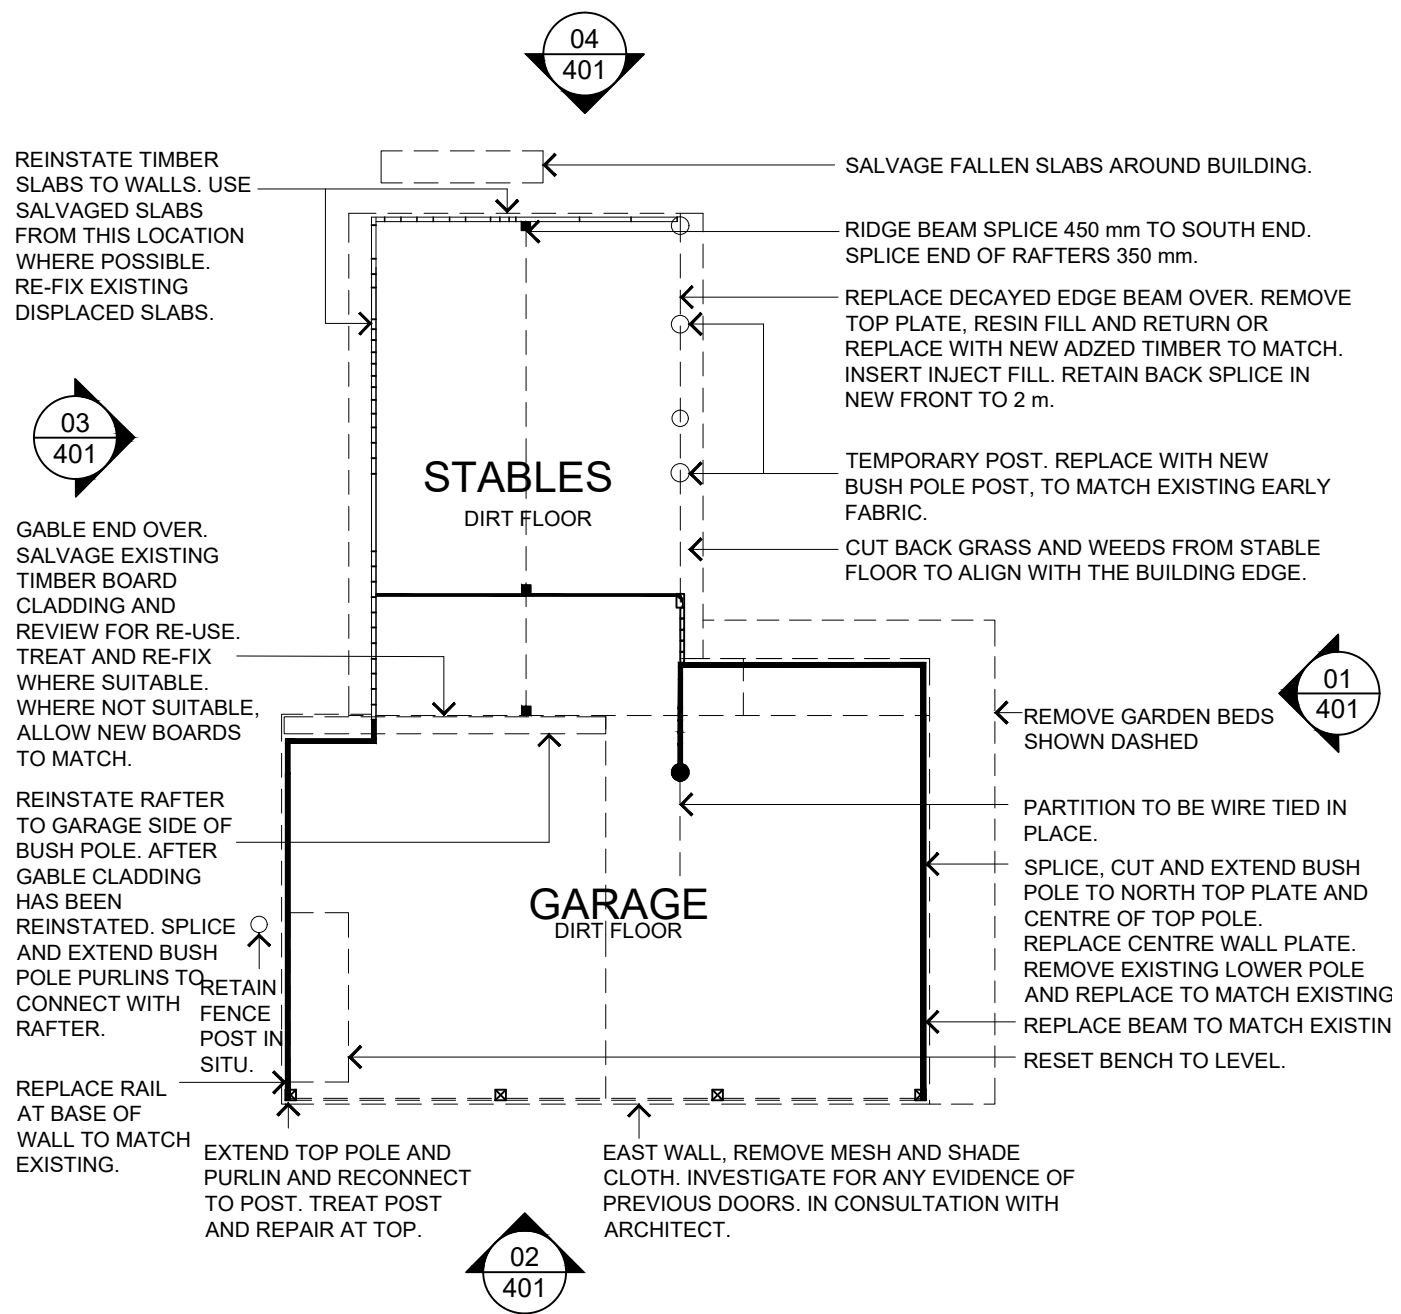 04
401
REINSTATE TIMBER
SLABS TO WALLS. USE
SALVAGED SLABS
FROM THIS LOCATION
WHERE POSSIBLE.
RE-FIX EXISTING
DISPLACED SLABS.
SALVAGE FALLEN SLABS AROUND BUILDING.
RIDGE BEAM SPLICE 450 mm TO SOUTH END.
SPLICE END OF RAFTERS 350 mm.
REPLACE DECAYED EDGE BEAM OVER. REMOVE
TOP PLATE, RESIN FILL AND RETURN OR
REPLACE WITH NEW ADZED TIMBER TO MATCH.
INSERT INJECT FILL. RETAIN BACK SPLICE IN
NEW FRONT TO 2 m.
03
401
STABLES
DIRT FLOOR
TEMPORARY POST. REPLACE WITH NEW
BUSH POLE POST, TO MATCH EXISTING EARLY
FABRIC.
CUT BACK GRASS AND WEEDS FROM STABLE
FLOOR TO ALIGN WITH THE BUILDING EDGE.
GABLE END OVER.
SALVAGE EXISTING
TIMBER BOARD
CLADDING AND
REVIEW FOR RE-USE.
TREAT AND RE-FIX
WHERE SUITABLE.
WHERE NOT SUITABLE,
ALLOW NEW BOARDS
TO MATCH.
01
401
REMOVE GARDEN BEDS
SHOWN DASHED
REINSTATE RAFTER
TO GARAGE SIDE OF
BUSH POLE. AFTER
GABLE CLADDING
HAS BEEN
REINSTATED. SPLICE
AND EXTEND BUSH
POLE PURLINS TO
CONNECT WITH
RAFTER.
PARTITION TO BE WIRE TIED IN
PLACE.
SPLICE, CUT AND EXTEND BUSH
POLE TO NORTH TOP PLATE AND
CENTRE OF TOP POLE.
REPLACE CENTRE WALL PLATE.
REMOVE EXISTING LOWER POLE
AND REPLACE TO MATCH EXISTING
REPLACE BEAM TO MATCH EXISTIN
RESET BENCH TO LEVEL.
GARAGE
DIRT FLOOR
RETAIN
FENCE
POST IN
SITU.
REPLACE RAIL
AT BASE OF
WALL TO MATCH
EXISTING.
EXTEND TOP POLE AND
PURLIN AND RECONNECT
TO POST. TREAT POST
AND REPAIR AT TOP.
EAST WALL, REMOVE MESH AND SHADE
CLOTH. INVESTIGATE FOR ANY EVIDENCE OF
PREVIOUS DOORS. IN CONSULTATION WITH
ARCHITECT.
02
401